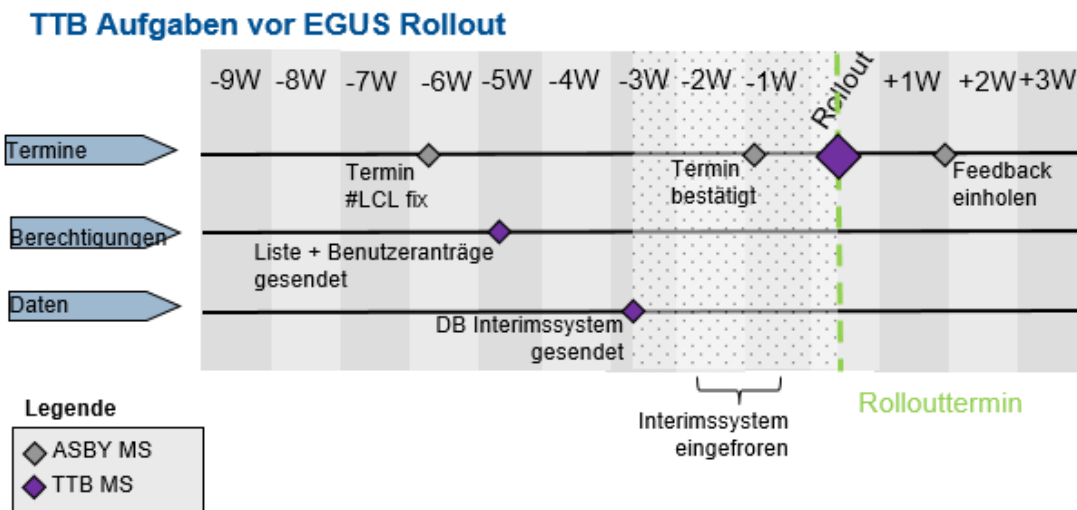 TTB Aufgaben vor EGUS Rollout
-9W -8W -7W -6W -5W -4W -3W -2W -1W Rollout +1W +2W +3W
Termine
Termin
#LCL fix
Termin
bestätigt
Feedback
einholen
Berechtigungen
Liste + Benutzeranträge
gesendet
Daten
DB Interimssystem
gesendet
Interimssystem
eingefroren
Rollouttermin
Legende
ASBY MS
TTB MS